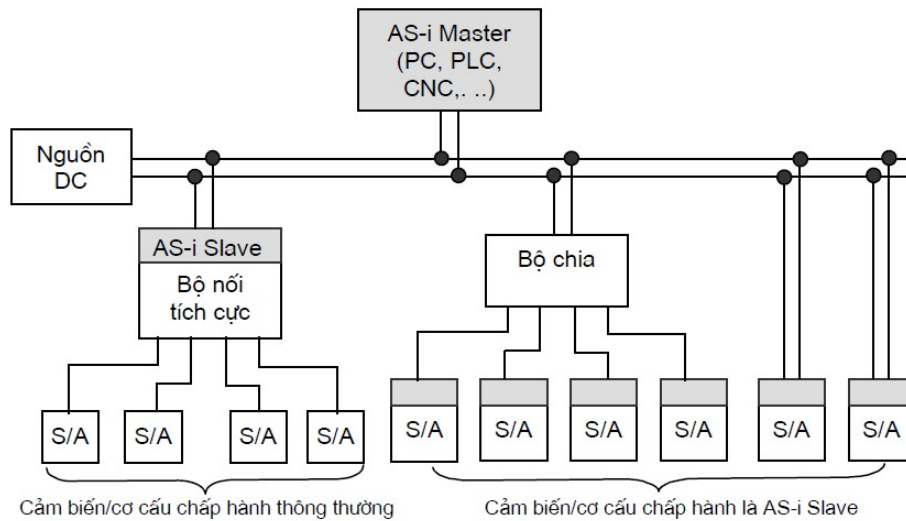 AS-i Master
(PC, PLC,
CNC,. ..)
Nguồn
DC
AS-i Slave
Bộ nối
tích cực
Bộ chia
S/A
S/A
S/A
S/A
S/A
S/A
S/A
S/A
S/A
S/A
Cảm biến/cơ cấu chấp hành thông thường
Cảm biến/cơ cấu chấp hành là AS-i Slave